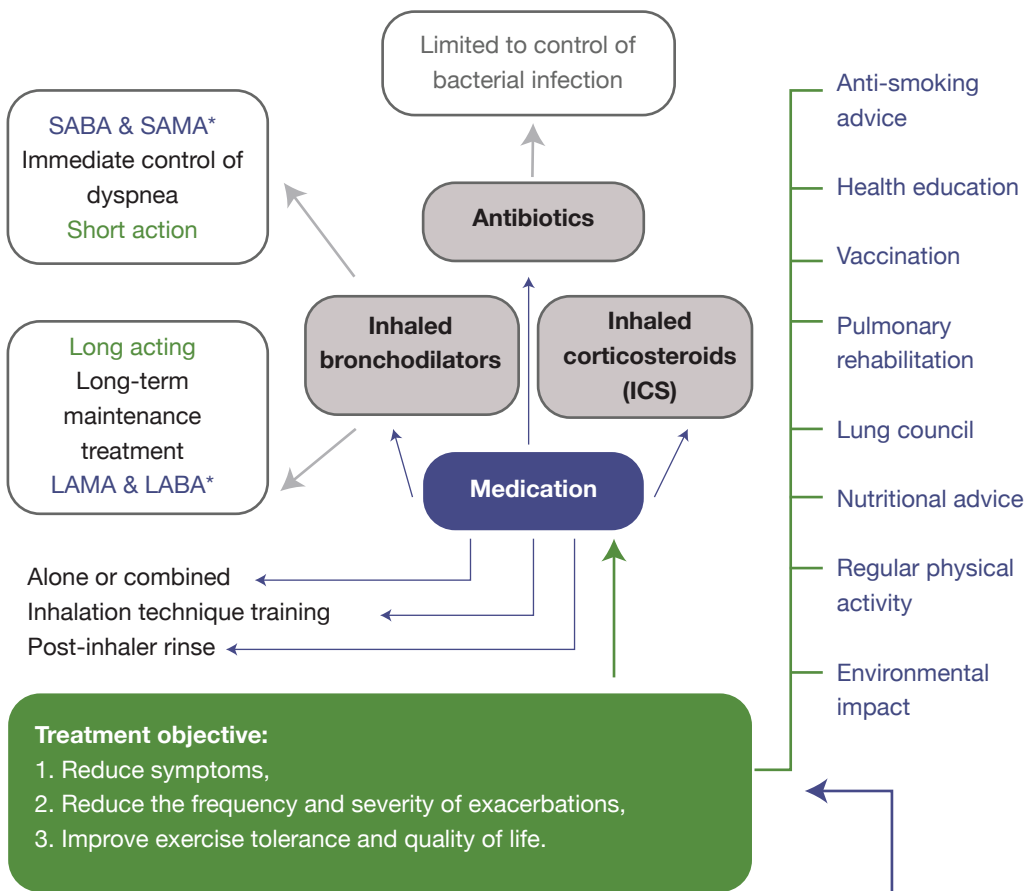 Limited to control of
bacterial infection
SABA & SAMA*
Immediate control of
dyspnea
Short action
Antibiotics
Inhaled
bronchodilators
Inhaled
corticosteroids
(ICS)
Long acting
Long-term
maintenance
treatment
LAMA & LABA*
Medication
Alone or combined
Inhalation technique training
Post-inhaler rinse
Anti-smoking
advice
Health education
Vaccination
Pulmonary
rehabilitation
Lung council
Nutritional advice
Regular physical
activity
Environmental
impact
Treatment objective:
1. Reduce symptoms,
2. Reduce the frequency and severity of exacerbations,
3. Improve exercise tolerance and quality of life.